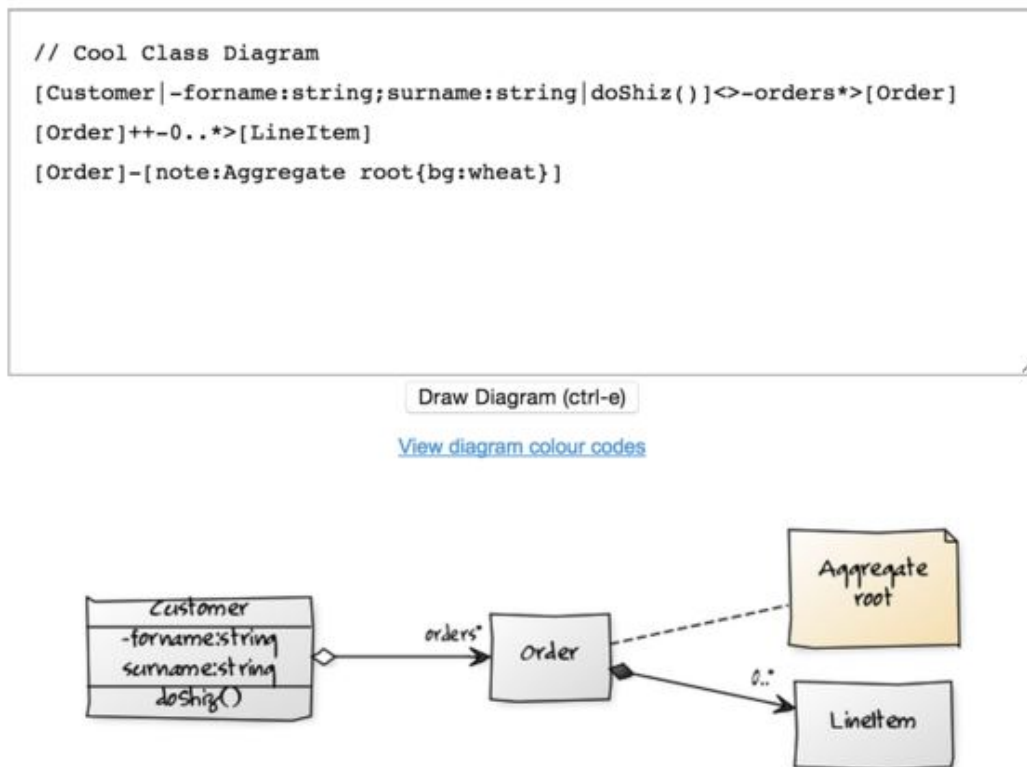 // Cool Class Diagram
[Customer|-forname:string;surname:string|doShiz()]<>-orders*>[Order]
[Order]++-0..*>[LineItem]
[Order]-[note:Aggregate root{bg:wheat}]
Draw Diagram (ctrl-e)
View diagram colour codes
Customer
-forname:string
surname:string
doShiz()
orders*
Order
Aggregate
root
0..*
LineItem